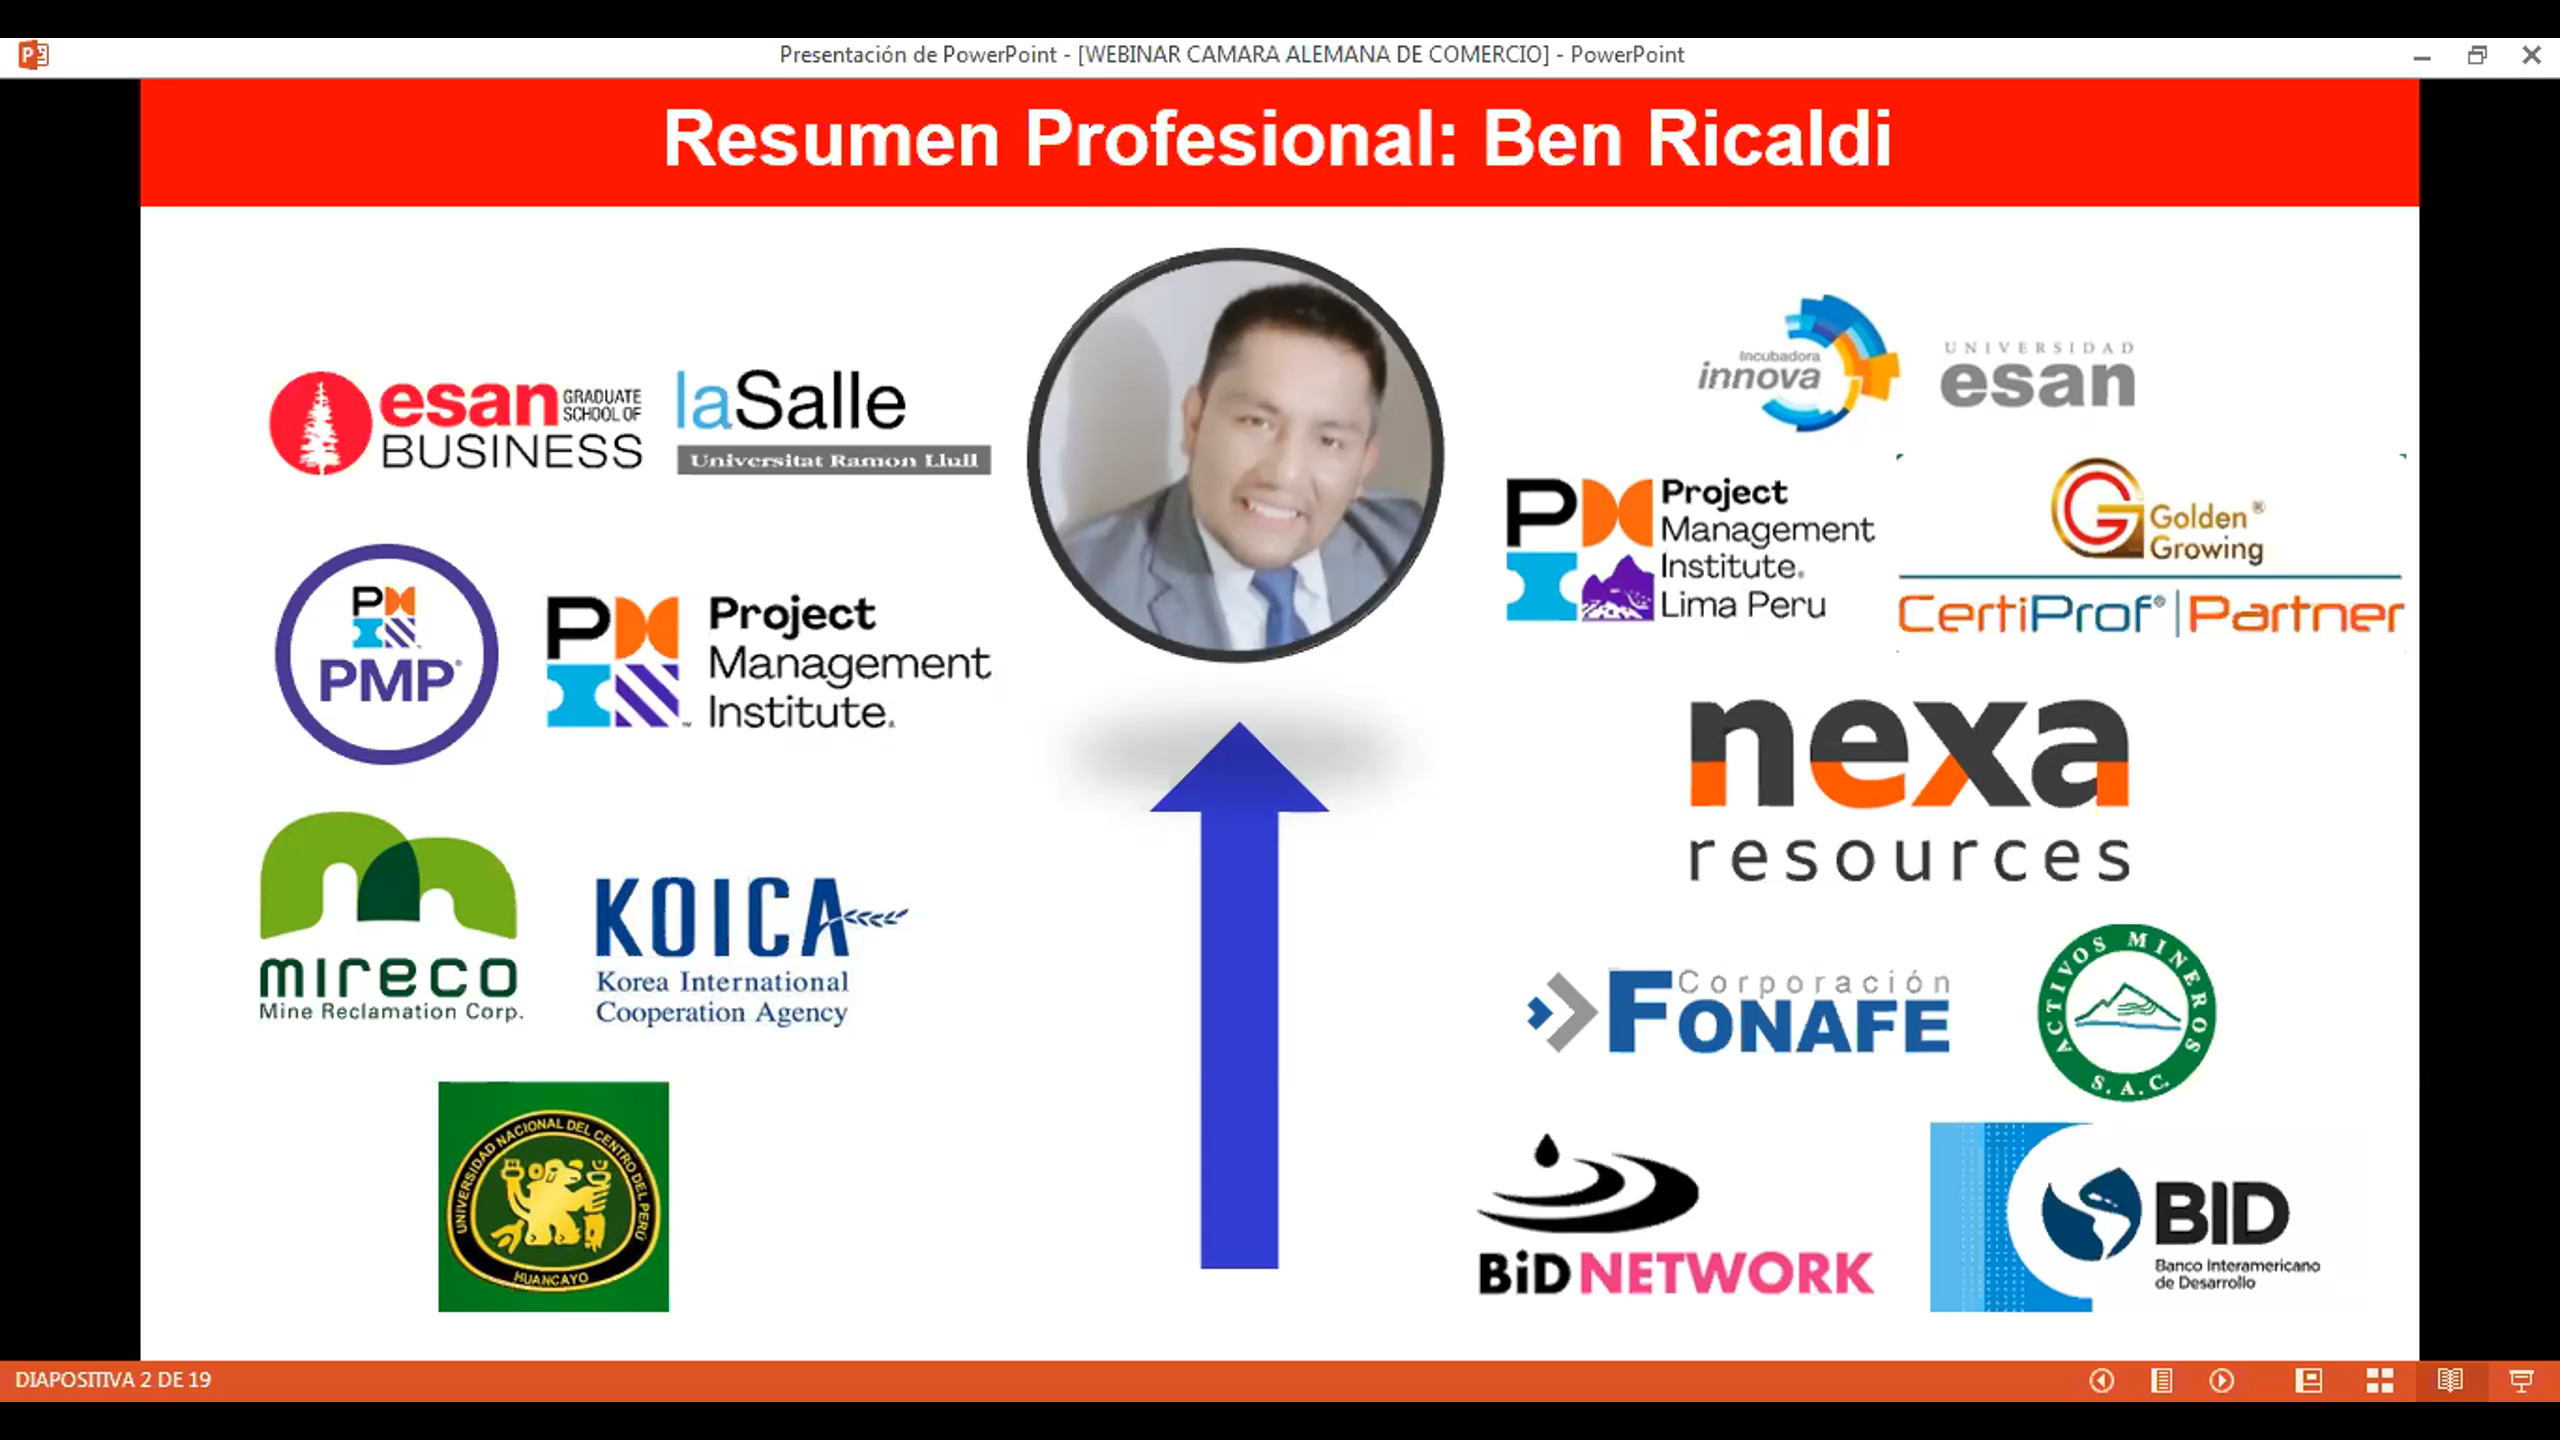 Presentación de PowerPoint - [WEBINAR CAMARA ALEMANA DE COMERCIO] - PowerPoint
Resumen Profesional: Ben Ricaldi
esan GRADUATE SCHOOL OF BUSINESS
laSalle
Universitat Ramon Llull
PMP®
Project
Management
Institute.
mıreco
Mine Reclamation Corp.
KOICA
Korea International
Cooperation Agency
UNIVERSIDAD NACIONAL DEL CENTRO DEL PERÚ
HUANCAYO
Incubadora
innova
UNIVERSIDAD
esan
Project
Management
Institute.
Lima Peru
Golden®
Growing
CertiProf® | Partner
nexa
resources
Corporación
FONAFE
ACTIVOS MINEROS
S.A.C.
BiD NETWORK
BID
Banco Interamericano
de Desarrollo
DIAPOSITIVA 2 DE 19